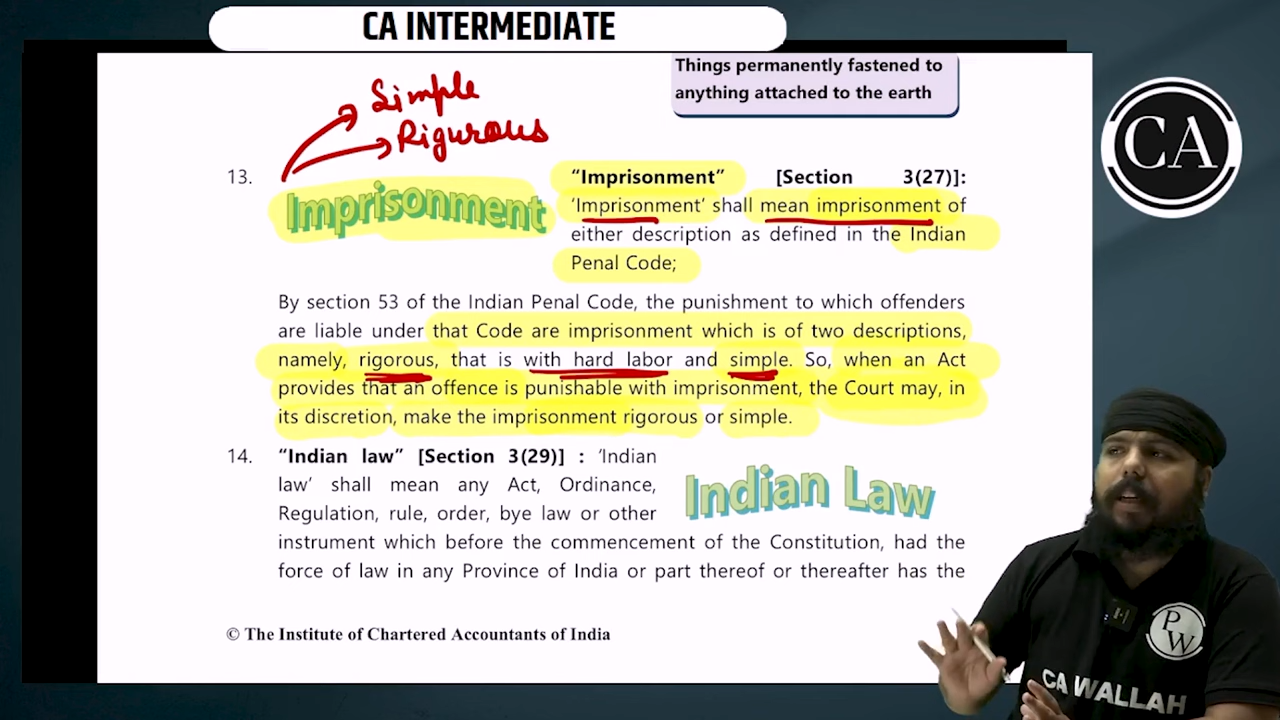 CA INTERMEDIATE
Things permanently fastened to
anything attached to the earth
CA
Simple
Rigurous
13.
Imprisonment
“Imprisonment” [Section 3(27)]:
‘Imprisonment’ shall mean imprisonment of
either description as defined in the Indian
Penal Code;
By section 53 of the Indian Penal Code, the punishment to which offenders
are liable under that Code are imprisonment which is of two descriptions,
namely, rigorous, that is with hard labor and simple. So, when an Act
provides that an offence is punishable with imprisonment, the Court may, in
its discretion, make the imprisonment rigorous or simple.
14. “Indian law” [Section 3(29)] : ‘Indian
law’ shall mean any Act, Ordinance,
Regulation, rule, order, bye law or other
instrument which before the commencement of the Constitution, had the
force of law in any Province of India or part thereof or thereafter has the
Indian Law
© The Institute of Chartered Accountants of India
P
W
CA WALLAH